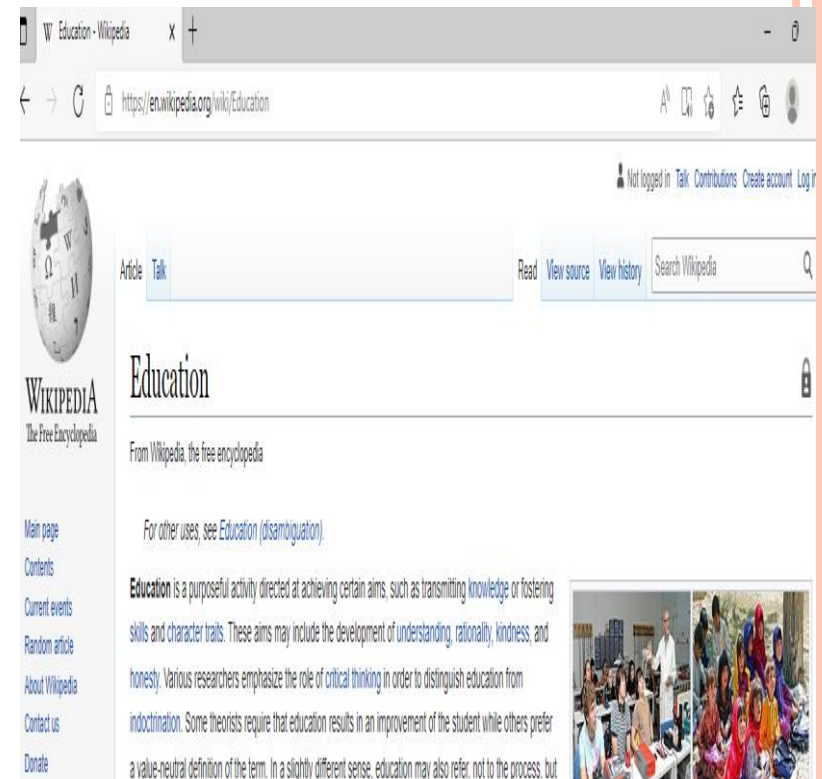 W Education - Wikipedia x +
https://en.wikipedia.org/wiki/Education
Not logged in Talk Contributions Create account Log in
Article Talk Read View source View history Search Wikipedia
WIKIPEDIA
The Free Encyclopedia
Education
From Wikipedia, the free encyclopedia
For other uses, see Education (disambiguation).
Main page
Contents
Current events
Random article
About Wikipedia
Contact us
Donate
Education is a purposeful activity directed at achieving certain aims, such as transmitting knowledge or fostering
skills and character traits. These aims may include the development of understanding, rationality, kindness, and
honesty. Various researchers emphasize the role of critical thinking in order to distinguish education from
indoctrination. Some theorists require that education results in an improvement of the student while others prefer
a value-neutral definition of the term. In a slightly different sense, education may also refer, not to the process, but